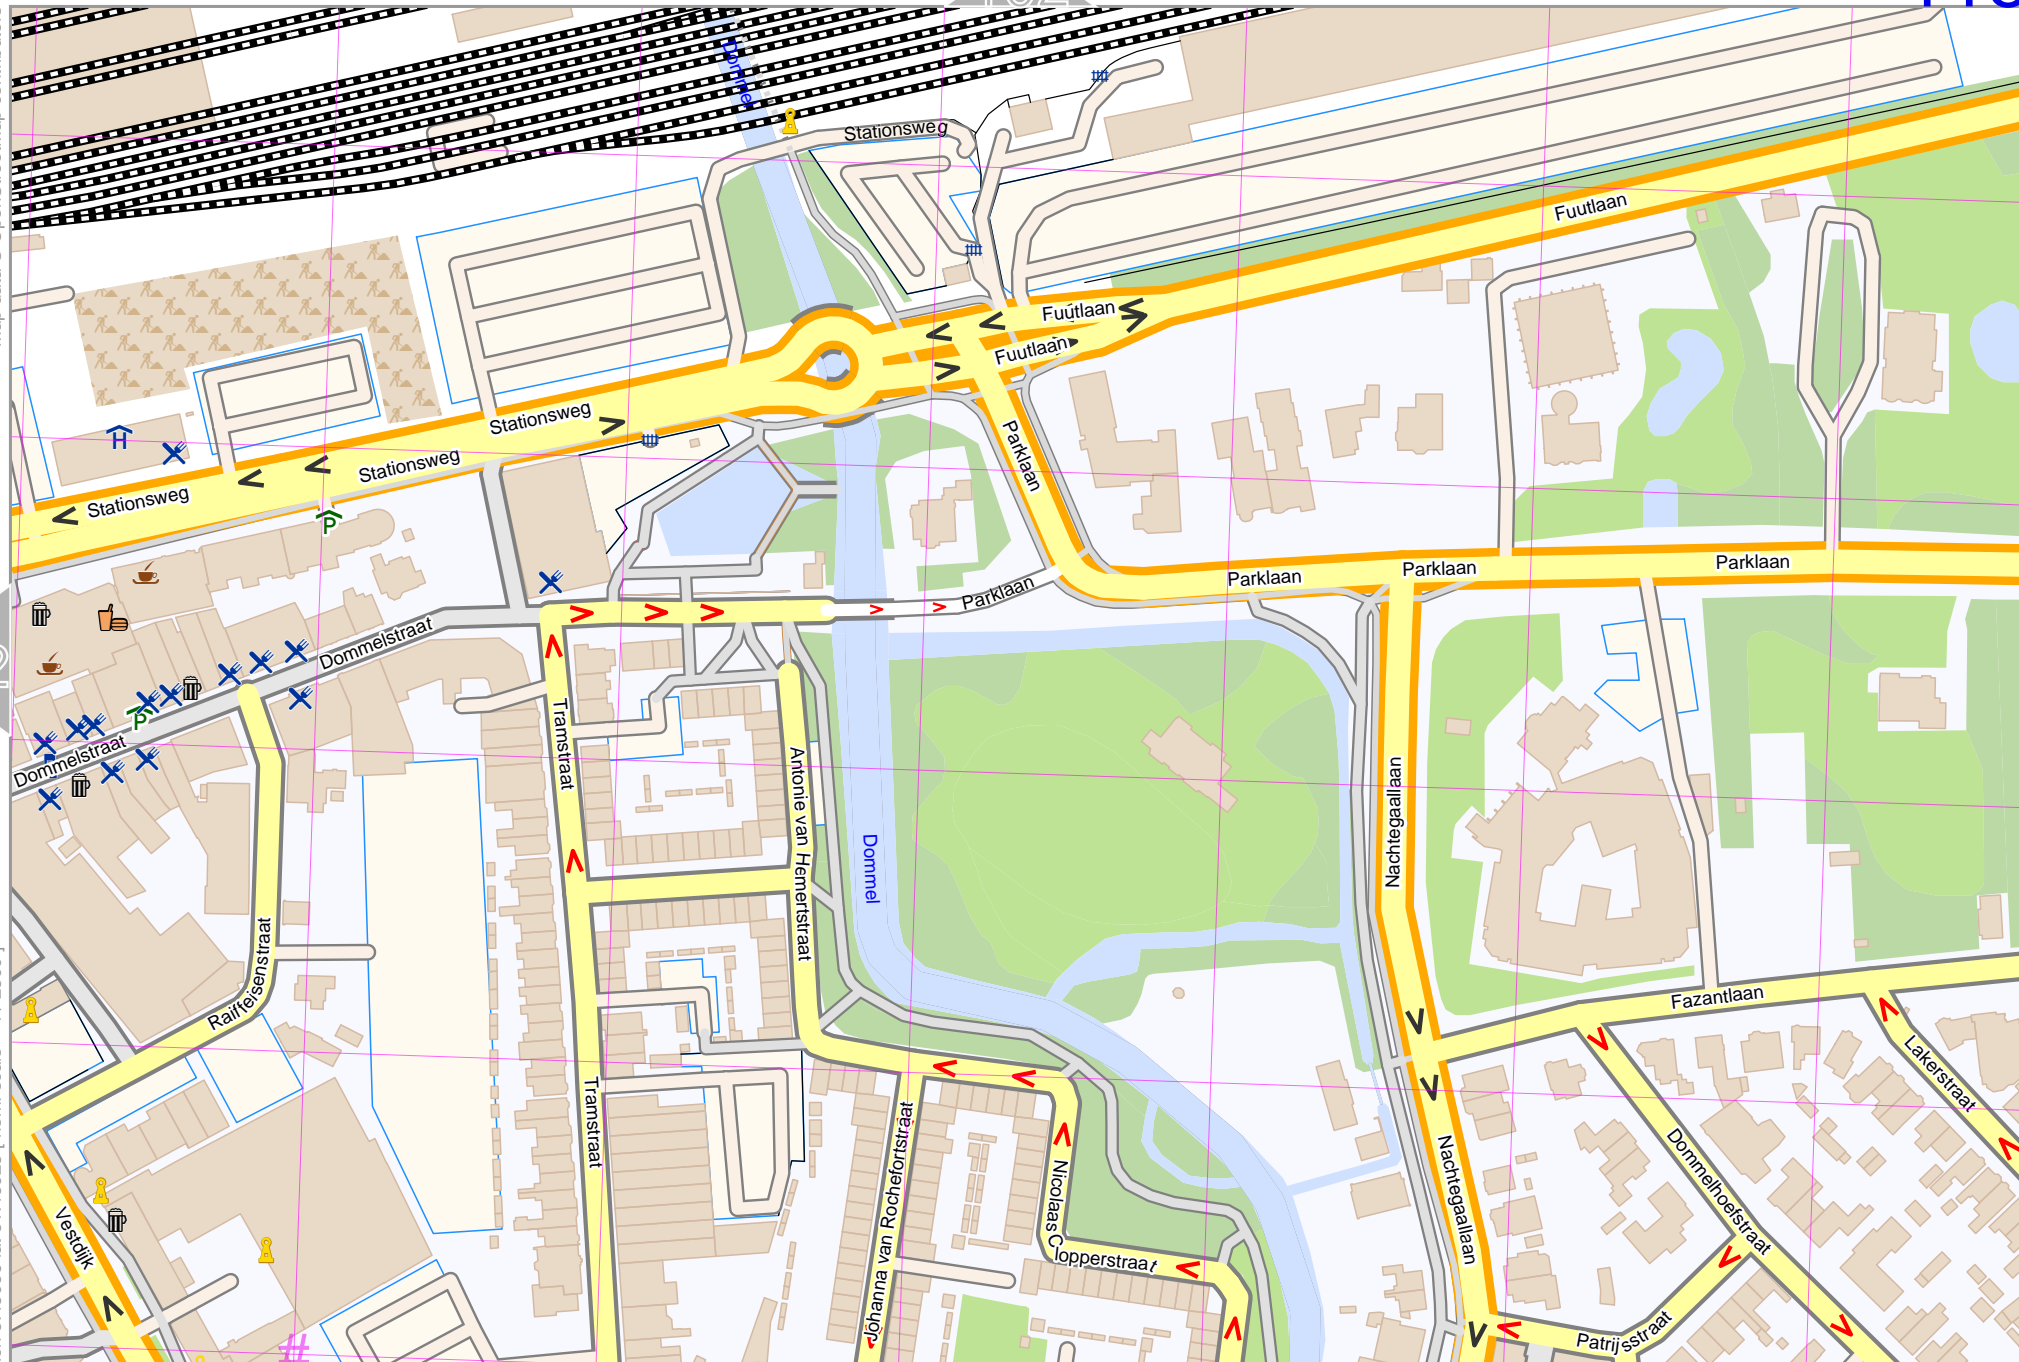 Dommel
Stationsweg
Fuutlaan
Fuutlaan
Fuutlaan
Stationsweg
Stationsweg
Stationsweg
H
P
Parklaan
Parklaan
Parklaan
Parklaan
Parklaan
Dommelstraat
Dommelstraat
P
Tramstraat
Antonie van Hemertstraat
Dommel
Nachtegaallaan
Raiffeisenstraat
Fazantlaan
Lakerstraat
Tramstraat
Johanna van Rochefortstraat
Nicolaas Clopperstraat
Nachtegaallaan
Dommelhoefstraat
Vestdijk
Patrijsstraat
#